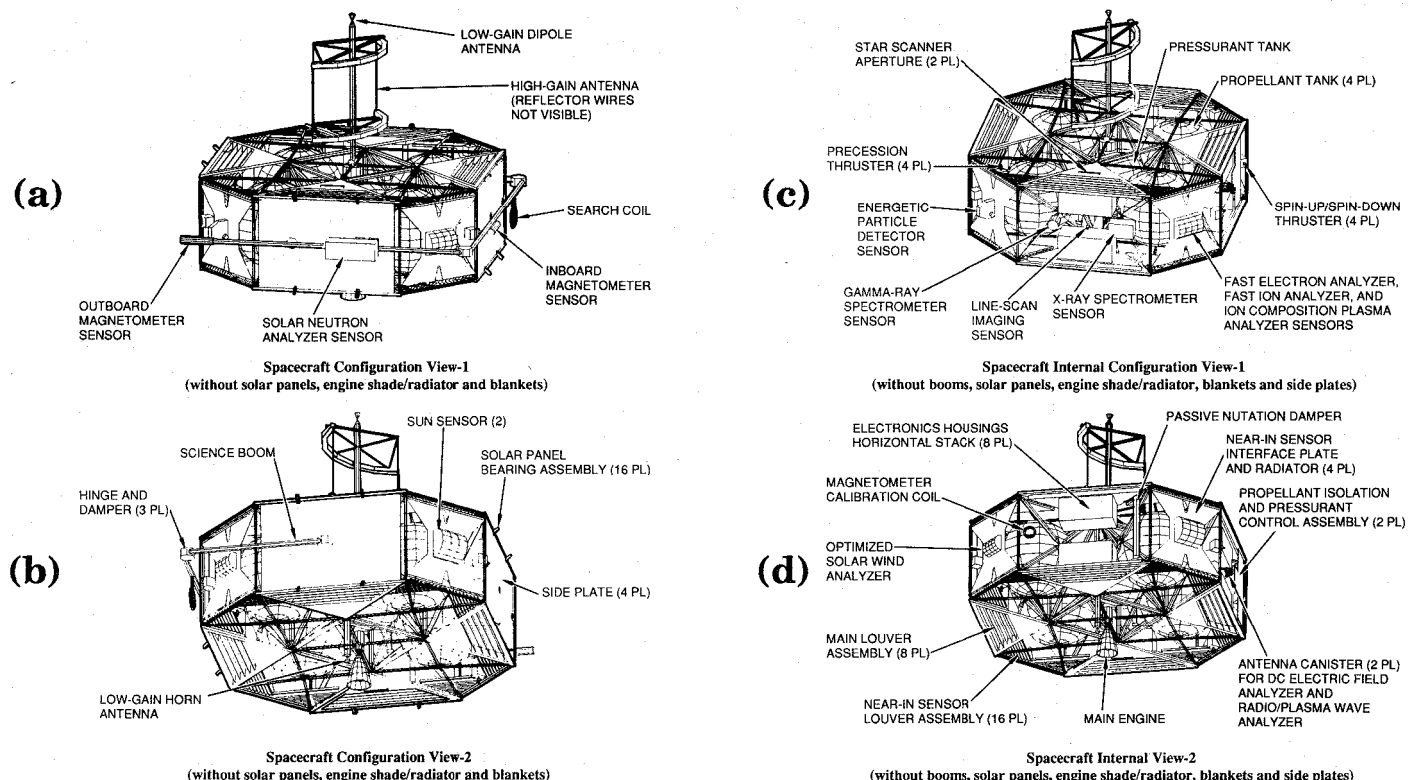 (a)
LOW-GAIN DIPOLE
ANTENNA
HIGH-GAIN ANTENNA
(REFLECTOR WIRES
NOT VISIBLE)
SEARCH COIL
INBOARD
MAGNETOMETER
SENSOR
OUTBOARD
MAGNETOMETER
SENSOR
SOLAR NEUTRON
ANALYZER SENSOR
Spacecraft Configuration View-1
(without solar panels, engine shade/radiator and blankets)
(c)
STAR SCANNER
APERTURE (2 PL)
PRESSURANT TANK
PROPELLANT TANK (4 PL)
PRECESSION
THRUSTER (4 PL)
ENERGETIC
PARTICLE
DETECTOR
SENSOR
SPIN-UP/SPIN-DOWN
THRUSTER (4 PL)
GAMMA-RAY
SPECTROMETER
SENSOR
LINE-SCAN
IMAGING
SENSOR
X-RAY SPECTROMETER
SENSOR
FAST ELECTRON ANALYZER,
FAST ION ANALYZER, AND
ION COMPOSITION PLASMA
ANALYZER SENSORS
Spacecraft Internal Configuration View-1
(without booms, solar panels, engine shade/radiator, blankets and side plates)
(b)
SUN SENSOR (2)
SCIENCE BOOM
SOLAR PANEL
BEARING ASSEMBLY (16 PL)
HINGE AND
DAMPER (3 PL)
SIDE PLATE (4 PL)
LOW-GAIN HORN
ANTENNA
Spacecraft Configuration View-2
(without solar panels, engine shade/radiator and blankets)
(d)
ELECTRONICS HOUSINGS
HORIZONTAL STACK (8 PL)
PASSIVE NUTATION DAMPER
NEAR-IN SENSOR
INTERFACE PLATE
AND RADIATOR (4 PL)
MAGNETOMETER
CALIBRATION COIL
PROPELLANT ISOLATION
AND PRESSURANT
CONTROL ASSEMBLY (2 PL)
OPTIMIZED
SOLAR WIND
ANALYZER
MAIN LOUVER
ASSEMBLY (8 PL)
NEAR-IN SENSOR
LOUVER ASSEMBLY (16 PL)
MAIN ENGINE
ANTENNA CANISTER (2 PL)
FOR DC ELECTRIC FIELD
ANALYZER AND
RADIO/PLASMA WAVE
ANALYZER
Spacecraft Internal View-2
(without booms, solar panels, engine shade/radiator, blankets and side plates)